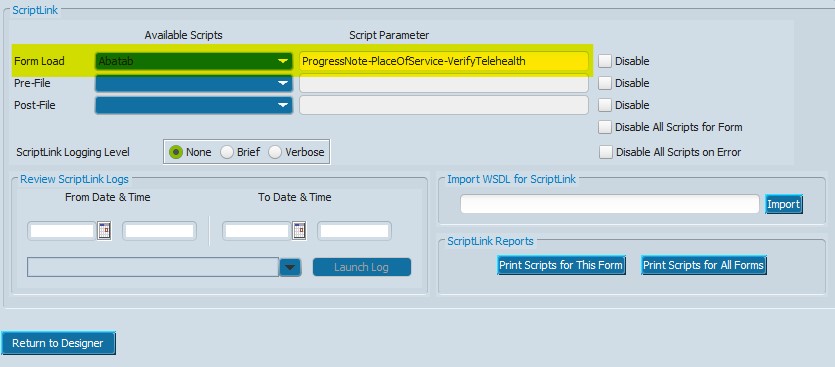 ScriptLink
Available Scripts Script Parameter
Form Load Abatab ProgressNote-PlaceOfService-VerifyTelehealth Disable
Pre-File Disable
Post-File Disable
Disable All Scripts for Form
ScriptLink Logging Level None Brief Verbose Disable All Scripts on Error
Review ScriptLink Logs
From Date & Time To Date & Time
Launch Log
Import WSDL for ScriptLink
Import
ScriptLink Reports
Print Scripts for This Form Print Scripts for All Forms
Return to Designer